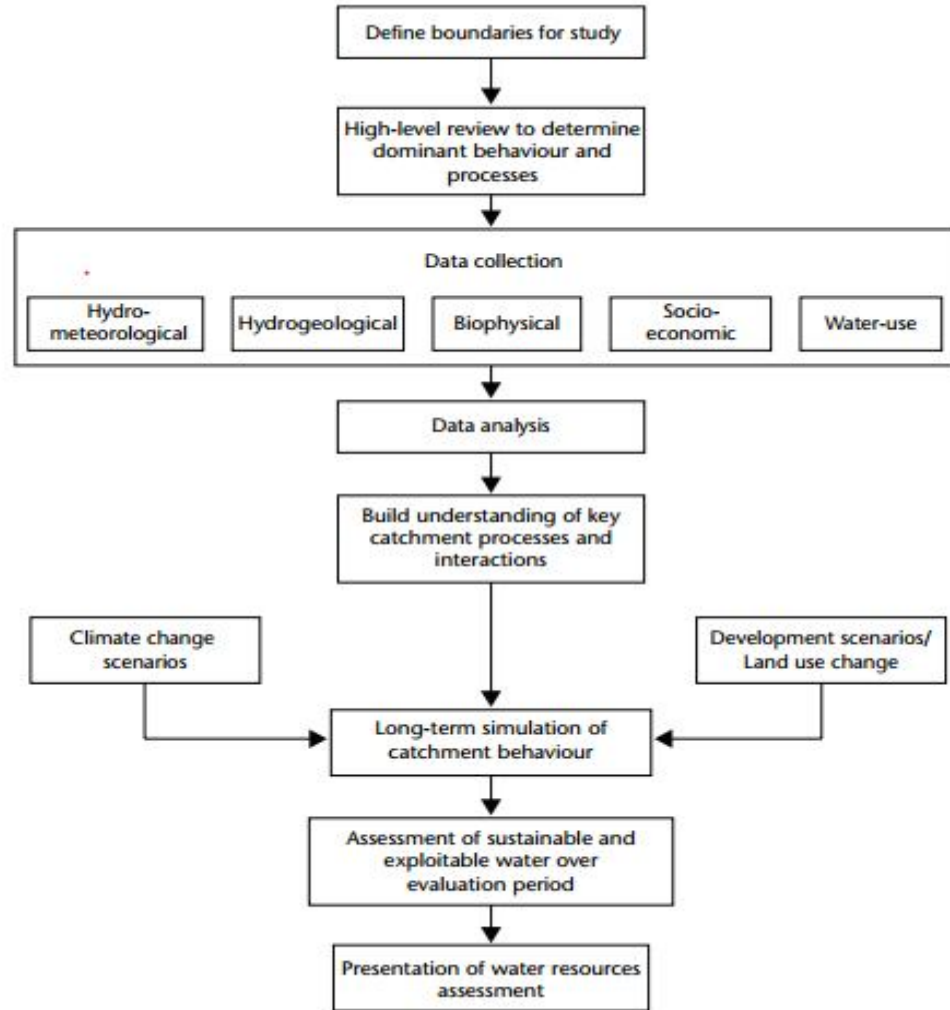 Define boundaries for study
High-level review to determine
dominant behaviour and
processes
Data collection
Hydro-
meteorological
Hydrogeological
Biophysical
Socio-
economic
Water-use
Data analysis
Build understanding of key
catchment processes and
interactions
Climate change
scenarios
Development scenarios/
Land use change
Long-term simulation of
catchment behaviour
Assessment of sustainable and
exploitable water over
evaluation period
Presentation of water resources
assessment